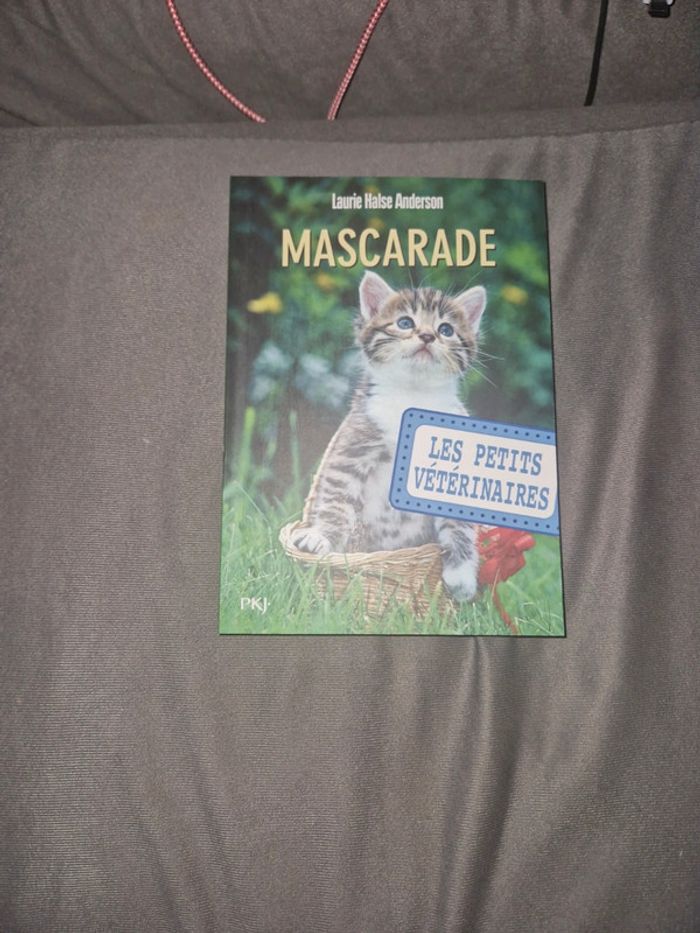 Laurie Halse Anderson
MASCARADE
LES PETITS
VÉTÉRINAIRES
PKJ.